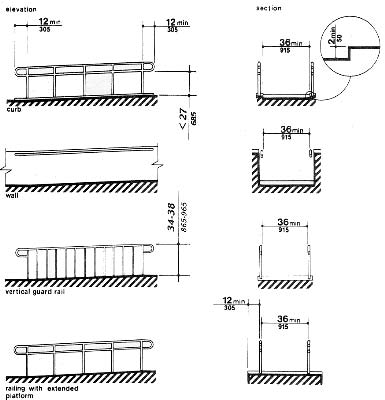 elevation
section
12 min
305
12 min
305
36 min
915
2 min
50
curb
< 27
685
36 min
915
wall
34-38
865-965
36 min
915
vertical guard rail
12 min
305
36 min
915
railing with extended
platform